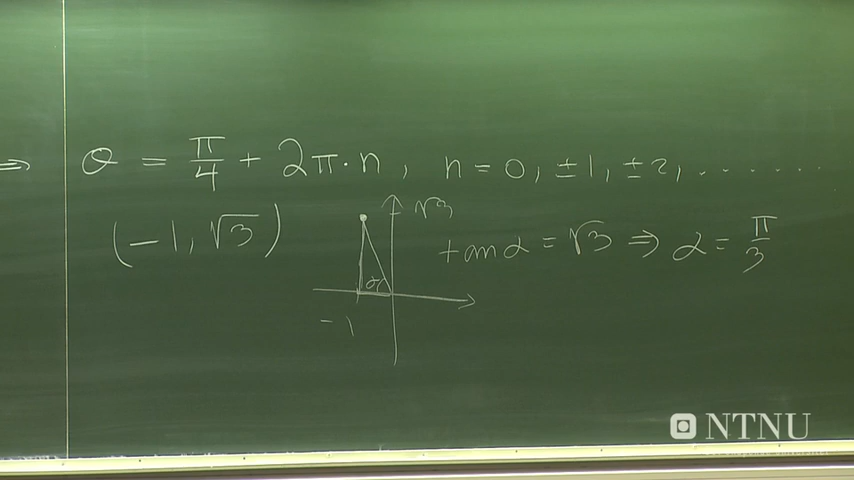 ⇒ θ = π/4 + 2π·n, n = 0, ±1, ±2, .......
(-1, √3)
√3
tan α = √3 ⇒ α = π/3
α
-1
NTNU